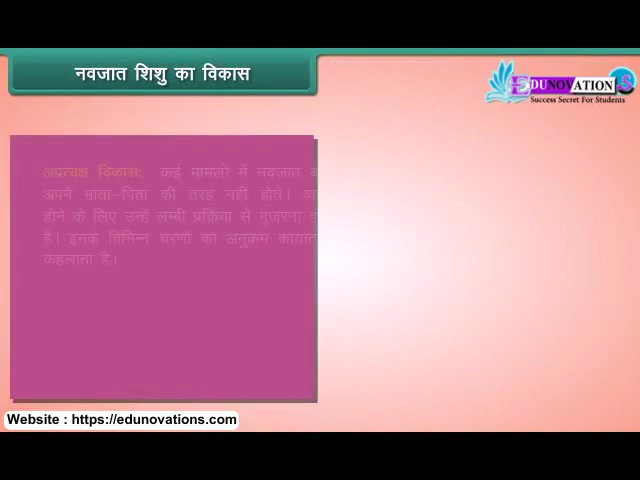 नवजात शिशु का विकास
EDUNOVATIONS
Success Secret For Students
अप्रत्यक्ष विकास: कई मामलों में नवजात
अपने माता-पिता की तरह नहीं होते।
होने के लिए उन्हें लम्बी प्रक्रिया से गुजरना
है। इनके विभिन्न चरणों का अनुक्रम
कहलाता है।
Website : https://edunovations.com